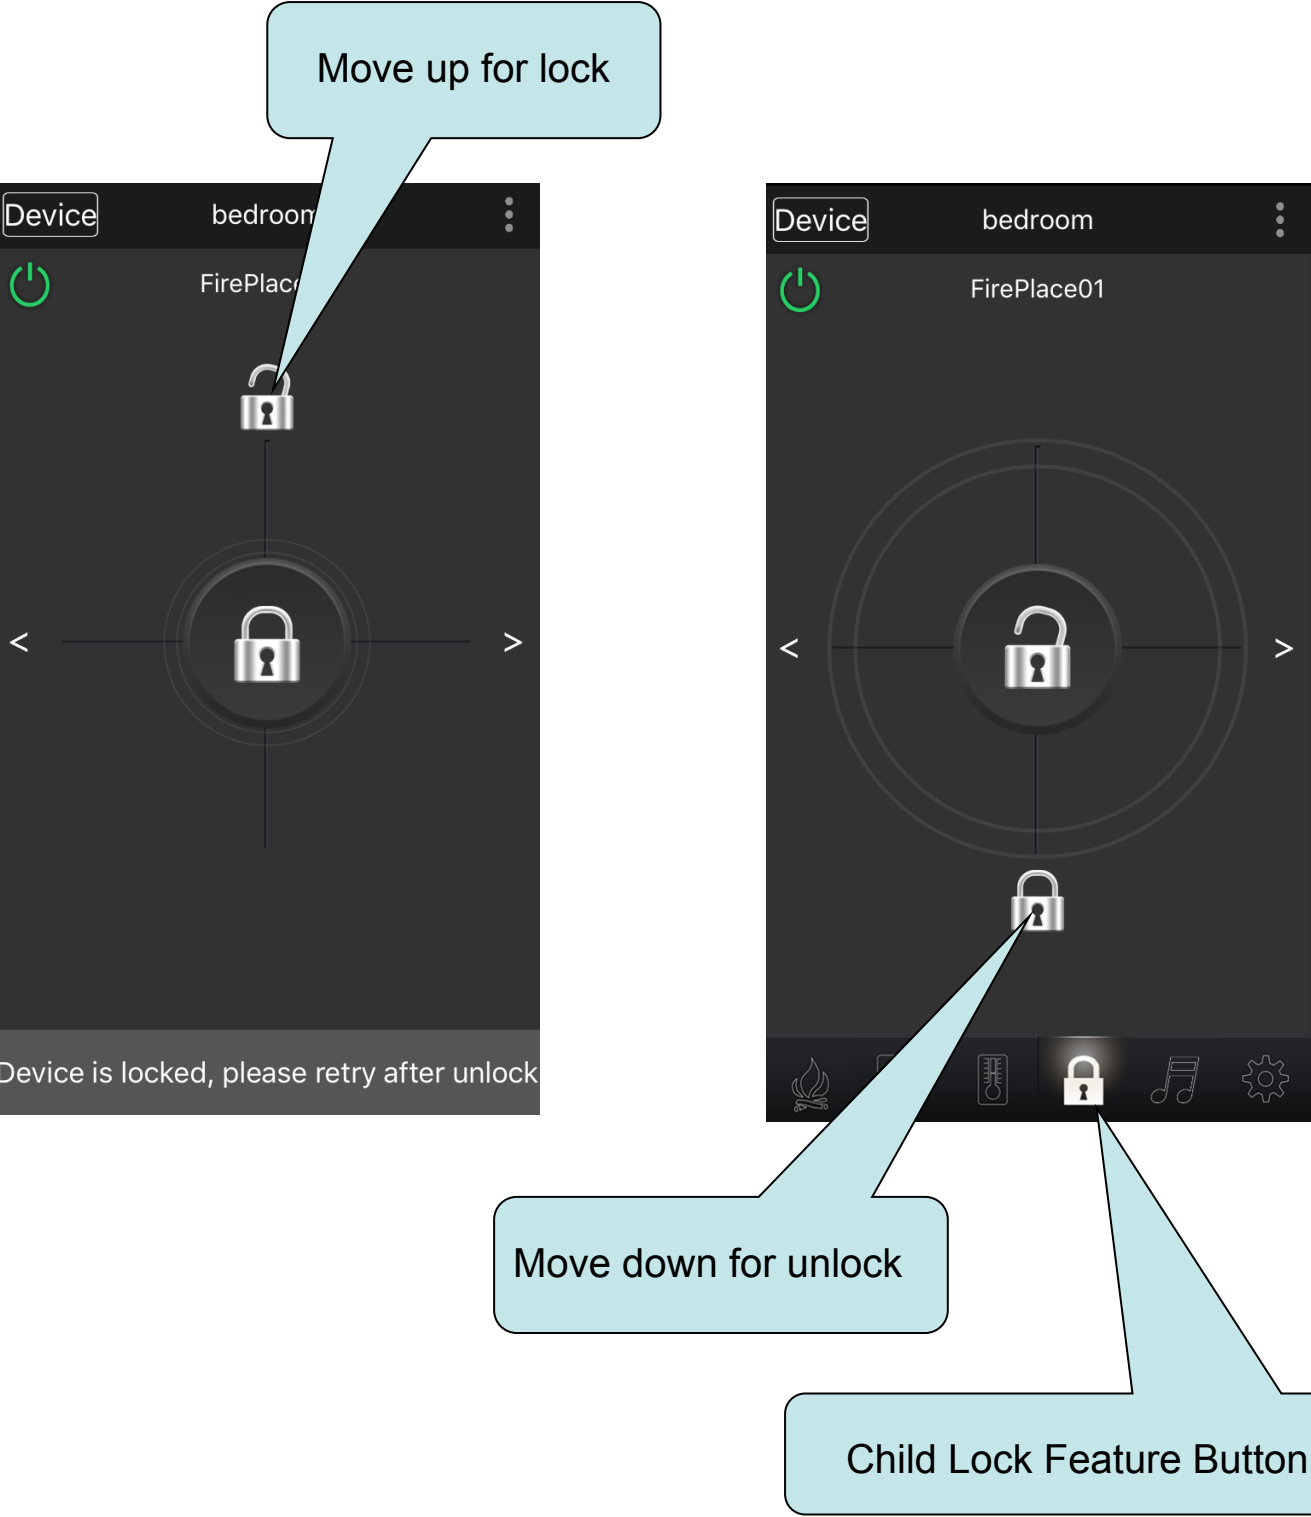 Move up for lock
Device
bedroom
FirePlace
Device
bedroom
FirePlace01
<
>
<
>
Device is locked, please retry after unlock
Move down for unlock
Child Lock Feature Button